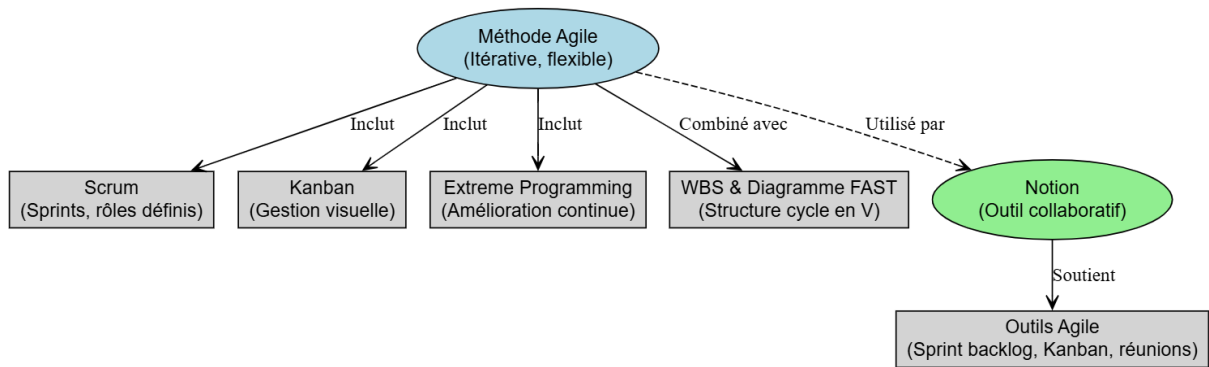 Méthode Agile
(Itérative, flexible)
Inclut
Inclut
Inclut
Combiné avec
Utilisé par
Scrum
(Sprints, rôles définis)
Kanban
(Gestion visuelle)
Extreme Programming
(Amélioration continue)
WBS & Diagramme FAST
(Structure cycle en V)
Notion
(Outil collaboratif)
Soutient
Outils Agile
(Sprint backlog, Kanban, réunions)